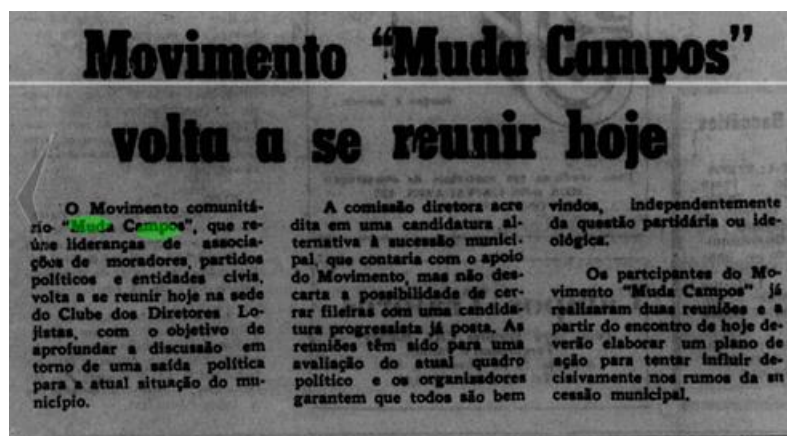 Movimento “Muda Campos”
volta a se reunir hoje
O Movimento comunitá-
rio “Muda Campos”, que re-
úne lideranças de associa-
ções de moradores, partidos
políticos e entidades civis,
volta a se reunir hoje na sede
do Clube dos Diretores Lo-
jistas, com o objetivo de
aprofundar a discussão em
torno de uma saída política
para a atual situação do mu-
nicípio.
A comissão diretora acre
dita em uma candidatura al-
ternativa à sucessão munici-
pal, que contaria com o apoio
do Movimento, mas não des-
carta a possibilidade de cer-
rar fileiras com uma candida-
tura progressista já posta. As
reuniões têm sido para uma
avaliação do atual quadro
político e os organizadores
garantem que todos são bem
vindos, independentemente
da questão partidária ou ide-
ológica.
Os partcipantes do Mo-
vimento “Muda Campos” já
realizaram duas reuniões e a
partir do encontro de hoje de-
verão elaborar um plano de
ação para tentar influir de-
cisivamente nos rumos da su
cessão municipal.